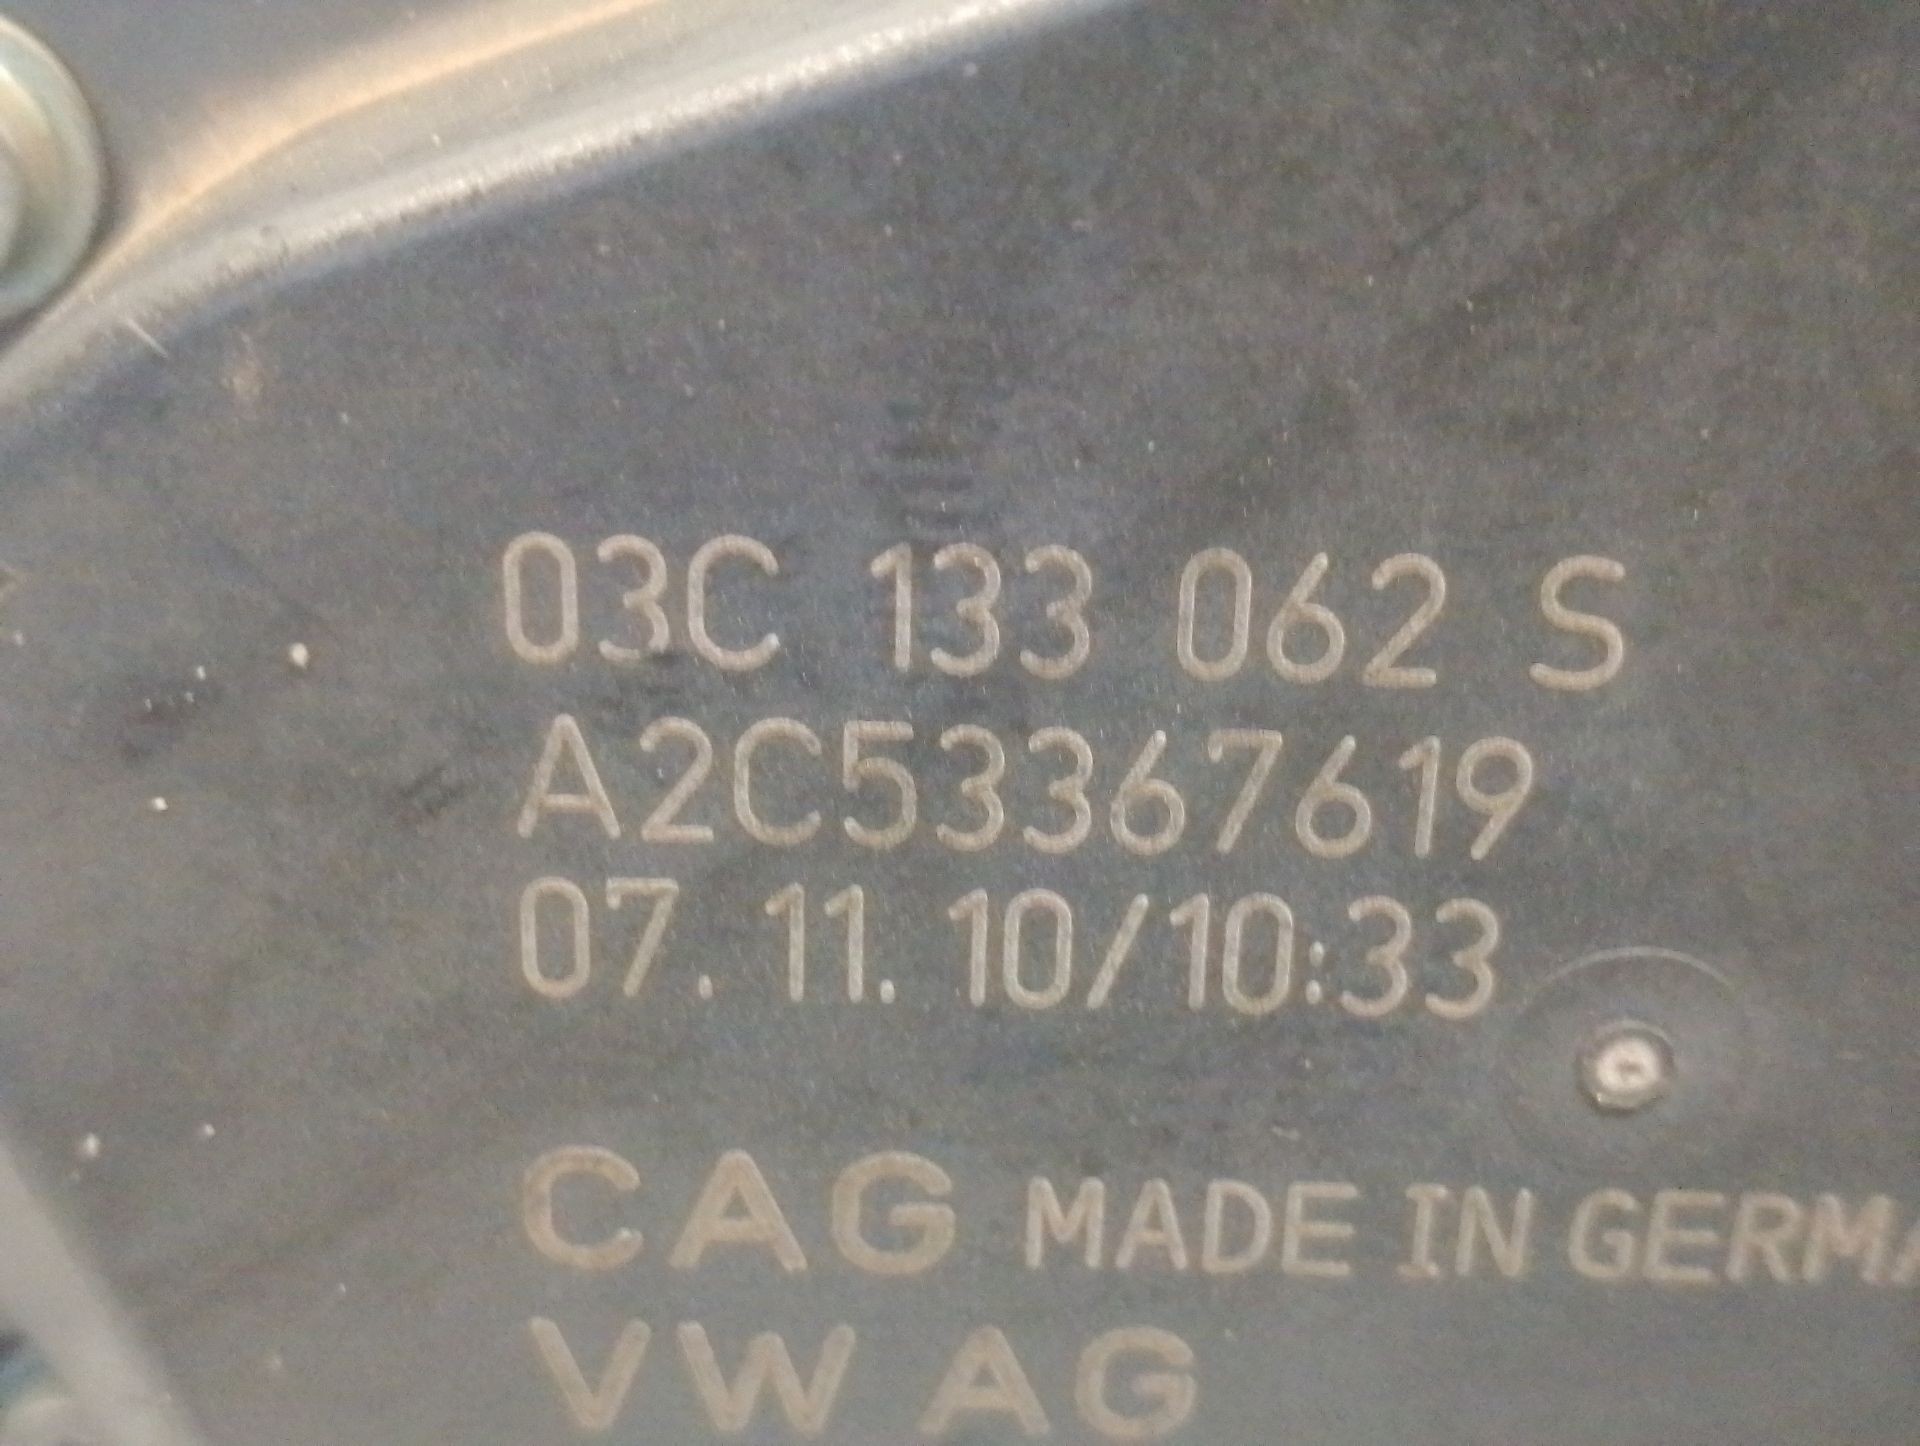 03C 133 062 S
A2C53367619
07.11.10/10:33
CAG MADE IN GERMA
VW AG